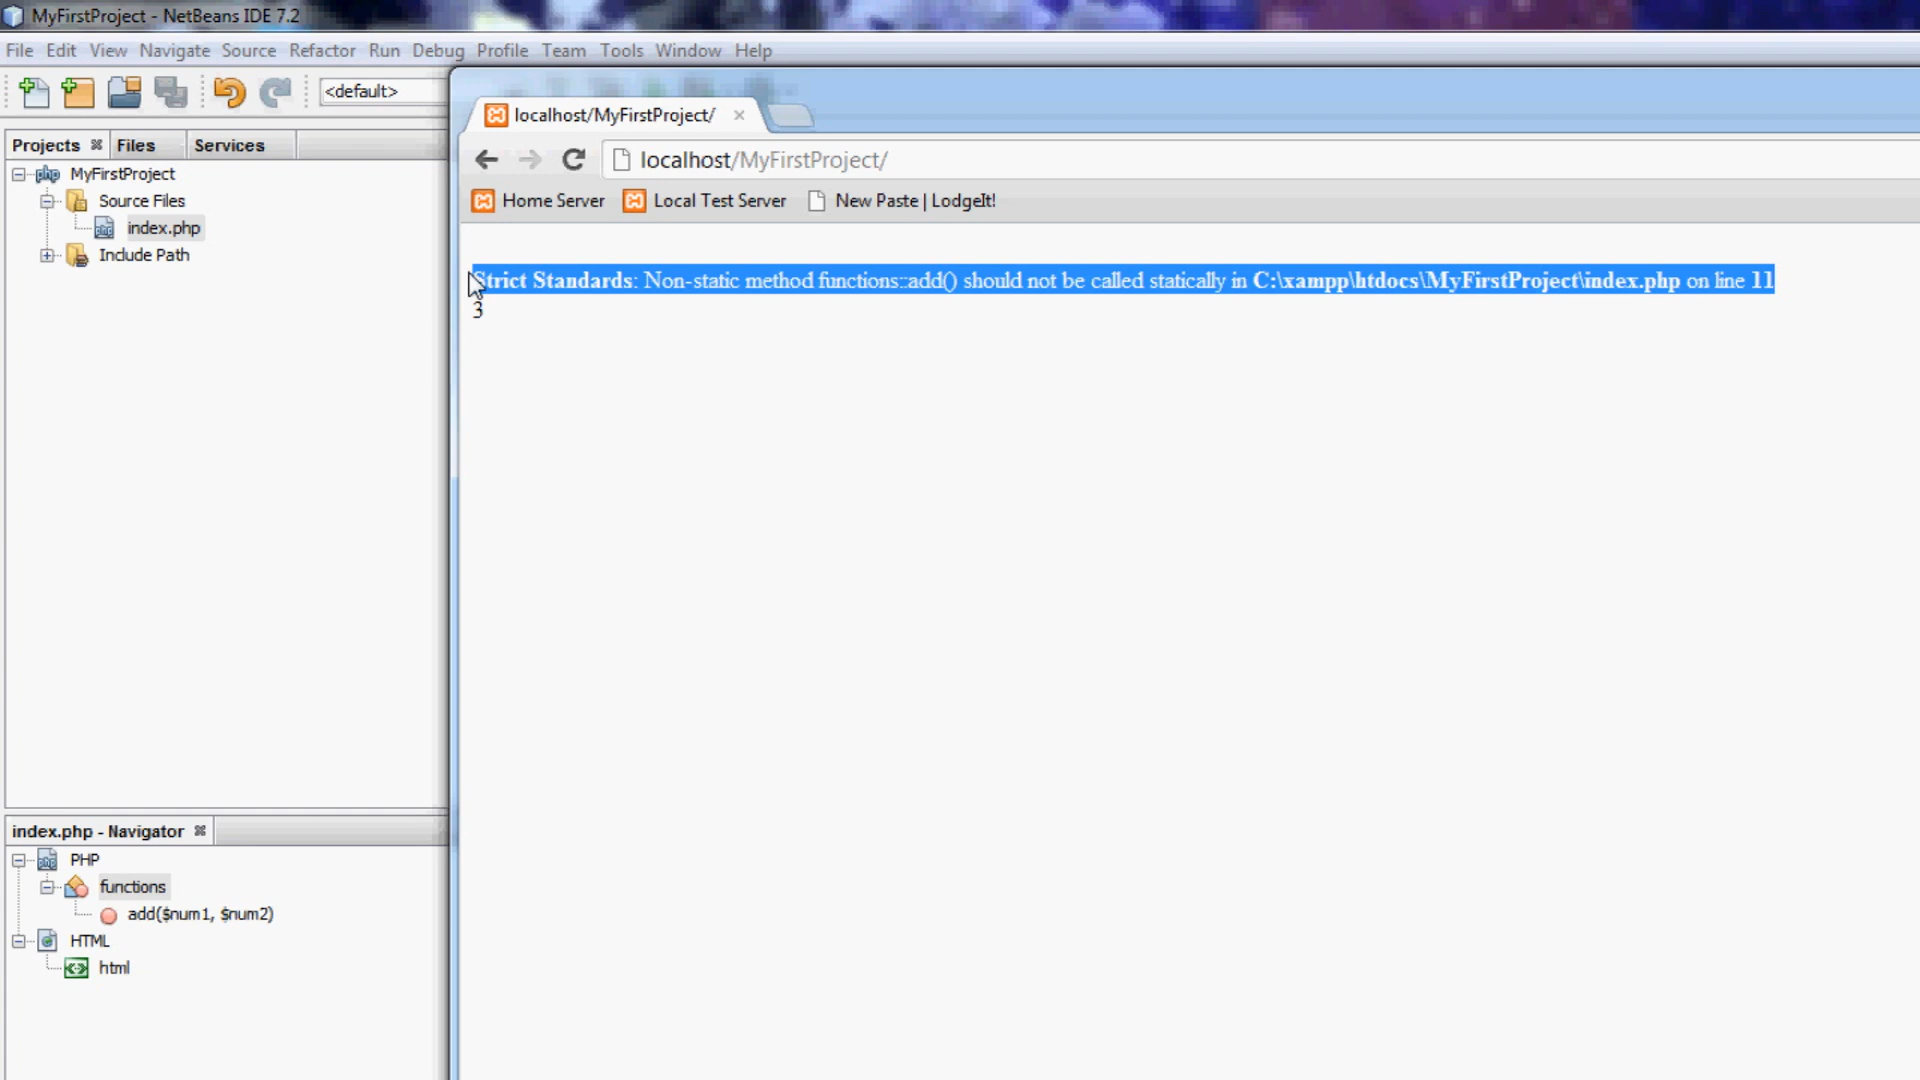 MyFirstProject - NetBeans IDE 7.2
File Edit View Navigate Source Refactor Run Debug Profile Team Tools Window Help
<default>
localhost/MyFirstProject/
localhost/MyFirstProject/
Home Server Local Test Server New Paste | LodgeIt!
Projects Files Services
MyFirstProject
Source Files
index.php
Include Path
Strict Standards: Non-static method functions::add() should not be called statically in C:\xampp\htdocs\MyFirstProject\index.php on line 11
3
index.php - Navigator
PHP
functions
add($num1, $num2)
HTML
html